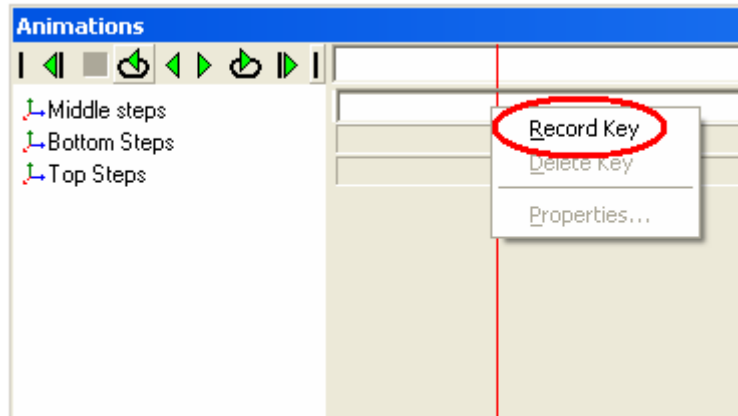 Animations
Middle steps
Bottom Steps
Top Steps
Record Key
Delete Key
Properties...